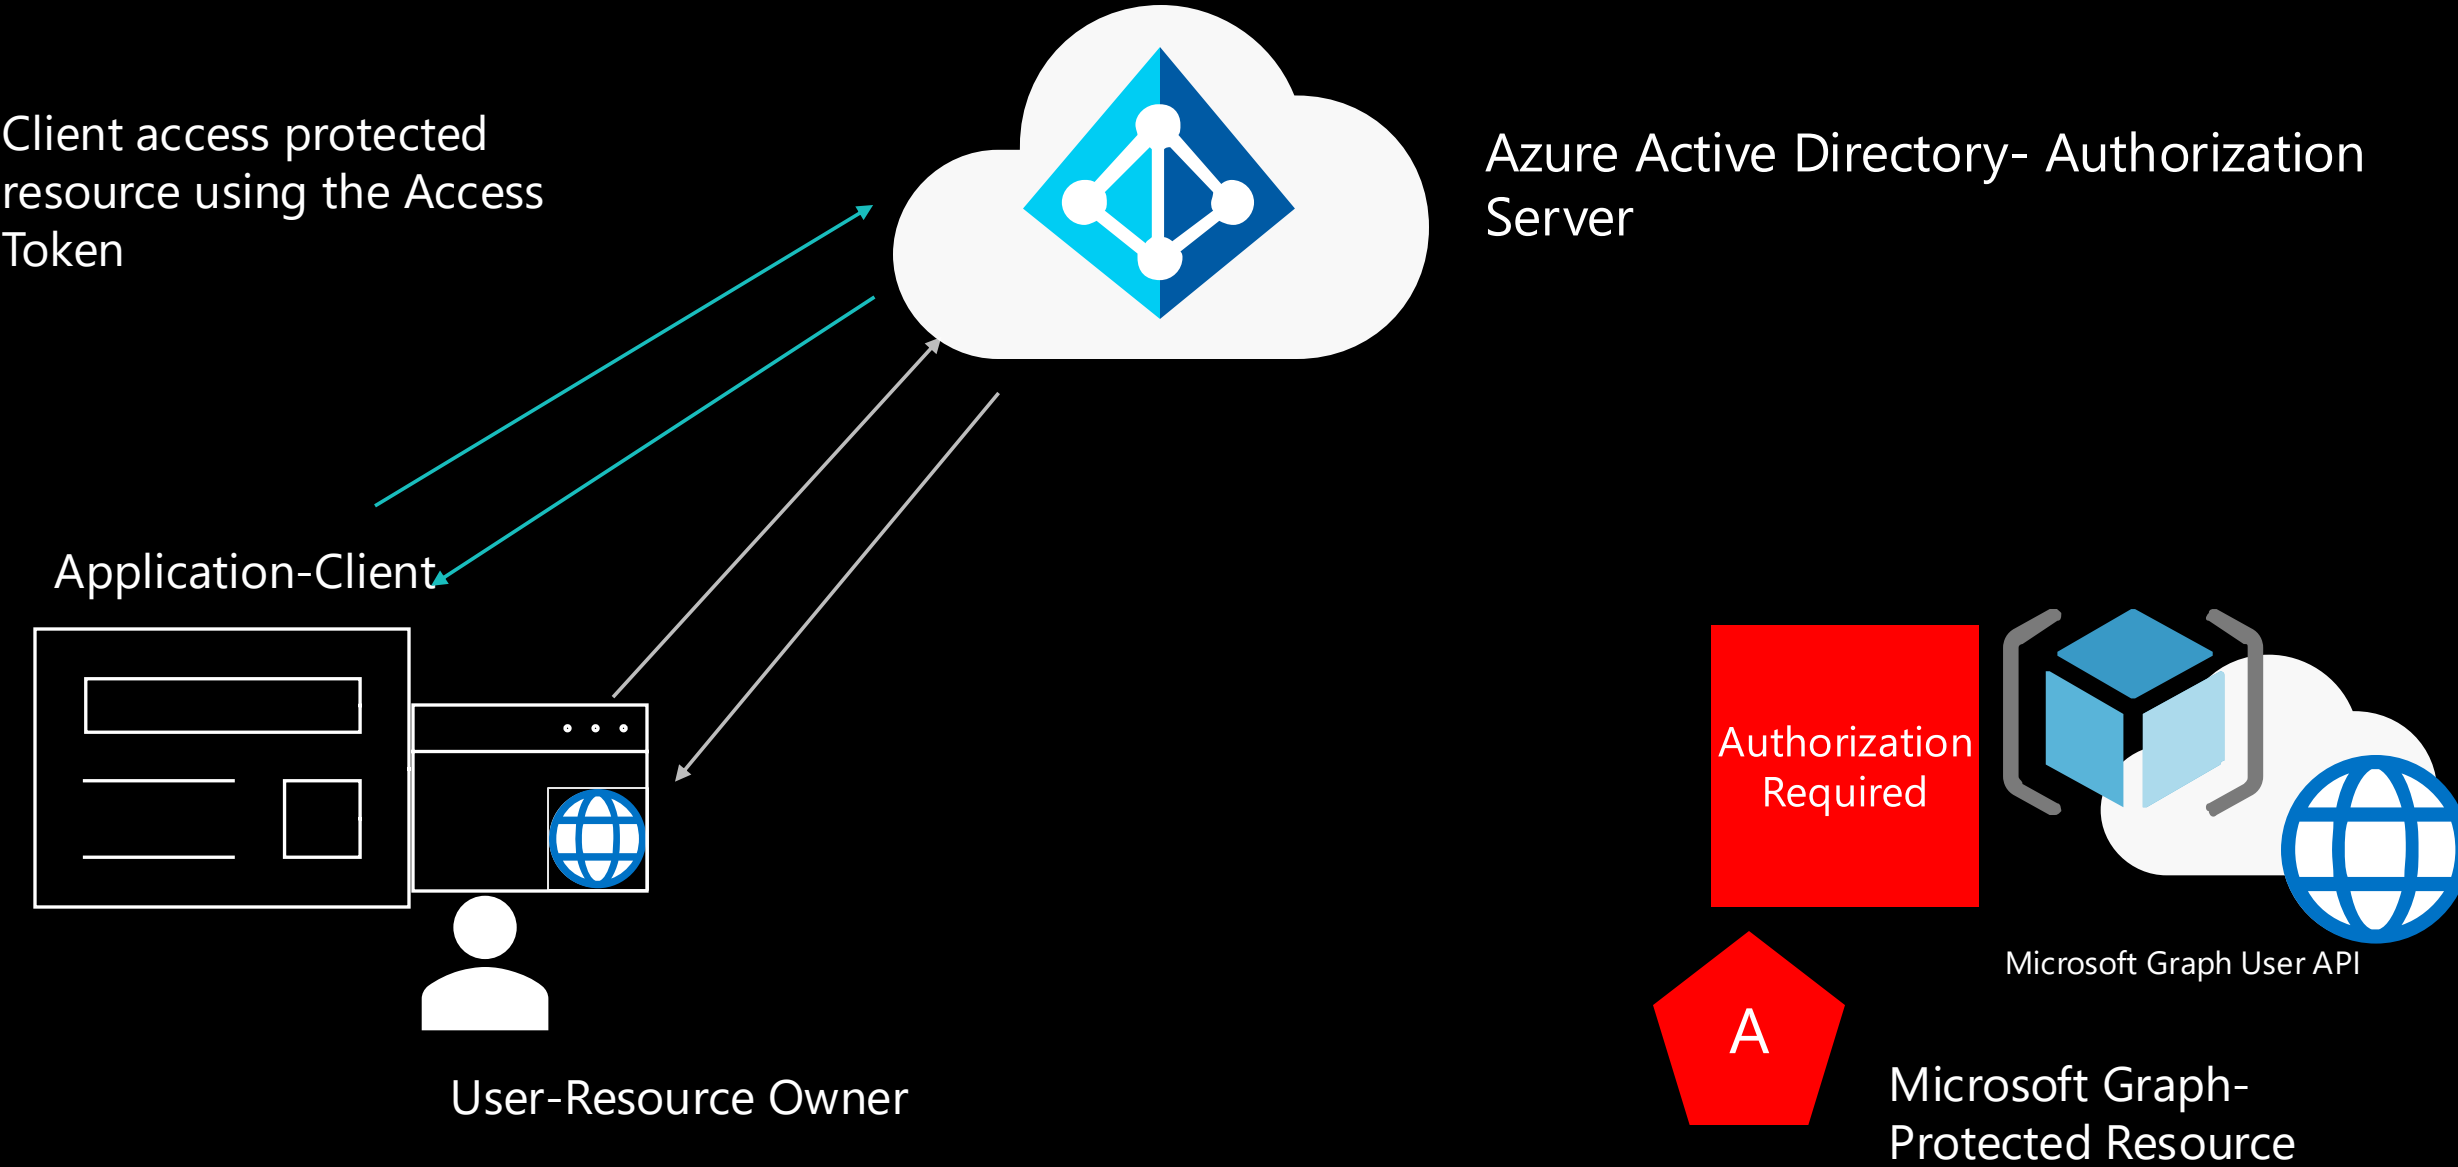 Client access protected
resource using the Access
Token
Azure Active Directory- Authorization
Server
Application-Client
Authorization
Required
Microsoft Graph User API
A
User-Resource Owner
Microsoft Graph-
Protected Resource